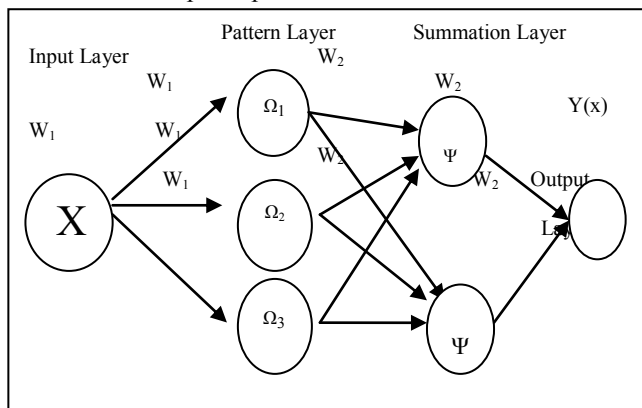 Pattern Layer
Summation Layer
Input Layer
W₂
W₁
W₂
Y(x)
Ω₁
W₁
W₁
W₂
Ψ
W₁
W₂
Output
X
Ω₂
Ω₃
Ψ